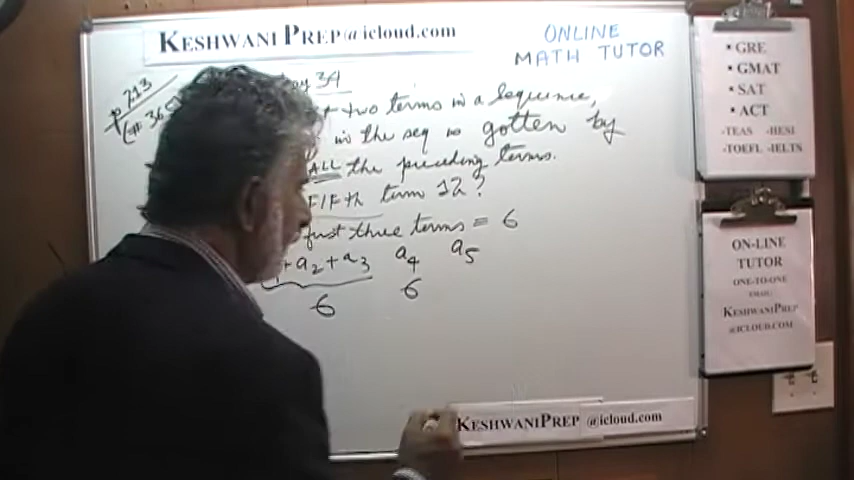 KESHWANI PREP@icloud.com
ONLINE
MATH TUTOR
p 213
34
two terms in a sequence,
in the seq is gotten by
ALL the preceding terms.
FIFth term 12?
first three terms = 6
+ a2 + a3 a4 a5
6 6
KESHWANIPREP @icloud.com
• GRE
• GMAT
• SAT
• ACT
-TEAS -HESI
-TOEFL -IELTS
ON-LINE
TUTOR
ONE-TO-ONE
EMAIL:
KESHWANIPREP
@ICLOUD.COM